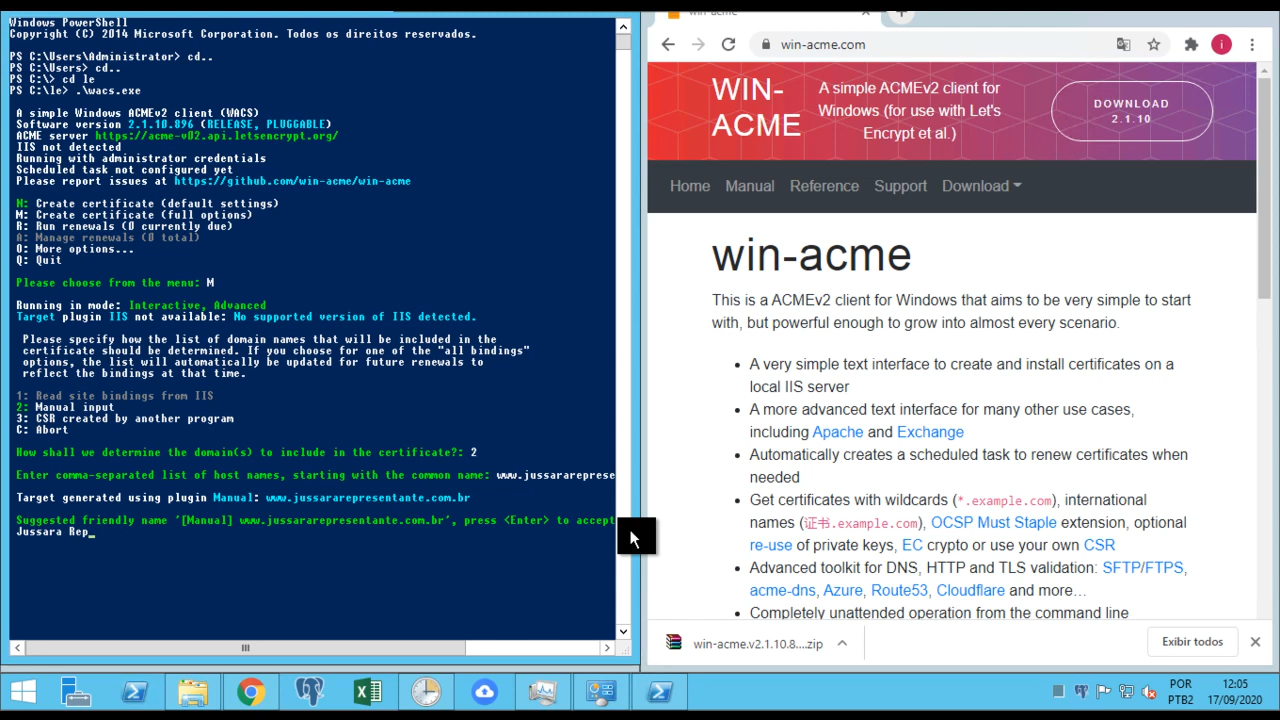 Windows PowerShell
Copyright (C) 2014 Microsoft Corporation. Todos os direitos reservados.
PS C:\Users\Administrator> cd..
PS C:\Users> cd..
PS C:\> cd le
PS C:\le> .\wacs.exe
A simple Windows ACMEv2 client (WACS)
Software version 2.1.10.896 (RELEASE, PLUGGABLE)
ACME server https://acme-v02.api.letsencrypt.org/
IIS not detected
Running with administrator credentials
Scheduled task not configured yet
Please report issues at https://github.com/win-acme/win-acme
N: Create certificate (default settings)
M: Create certificate (full options)
R: Run renewals (0 currently due)
A: Manage renewals (0 total)
O: More options...
Q: Quit
Please choose from the menu: M
Running in mode: Interactive, Advanced
Target plugin IIS not available: No supported version of IIS detected.
Please specify how the list of domain names that will be included in the
certificate should be determined. If you choose for one of the "all bindings"
options, the list will automatically be updated for future renewals to
reflect the bindings at that time.
1: Read site bindings from IIS
2: Manual input
3: CSR created by another program
C: Abort
How shall we determine the domain(s) to include in the certificate?: 2
Enter comma-separated list of host names, starting with the common name: www.jussarareprese
Target generated using plugin Manual: www.jussararepresentante.com.br
Suggested friendly name '[Manual] www.jussararepresentante.com.br', press <Enter> to accept
Jussara Rep_
win-acme
win-acme.com
i
WIN-
ACME
A simple ACMEv2 client for
Windows (for use with Let's
Encrypt et al.)
DOWNLOAD
2.1.10
Home Manual Reference Support Download
win-acme
This is a ACMEv2 client for Windows that aims to be very simple to start
with, but powerful enough to grow into almost every scenario.
• A very simple text interface to create and install certificates on a
local IIS server
• A more advanced text interface for many other use cases,
including Apache and Exchange
• Automatically creates a scheduled task to renew certificates when
needed
• Get certificates with wildcards (*.example.com), international
names (证书.example.com), OCSP Must Staple extension, optional
re-use of private keys, EC crypto or use your own CSR
• Advanced toolkit for DNS, HTTP and TLS validation: SFTP/FTPS,
acme-dns, Azure, Route53, Cloudflare and more…
• Completely unattended operation from the command line
win-acme.v2.1.10.8....zip
Exibir todos
POR
PTB2
12:05
17/09/2020